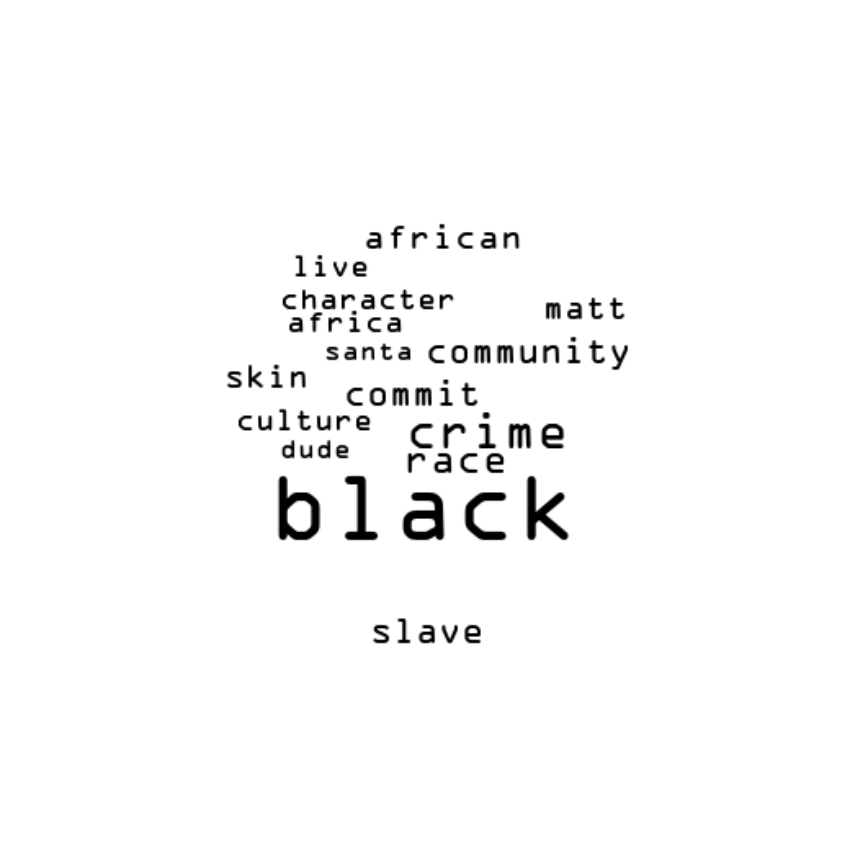 african
live
character
matt
africa
santa community
skin
commit
culture
crime
dude
race
black
slave